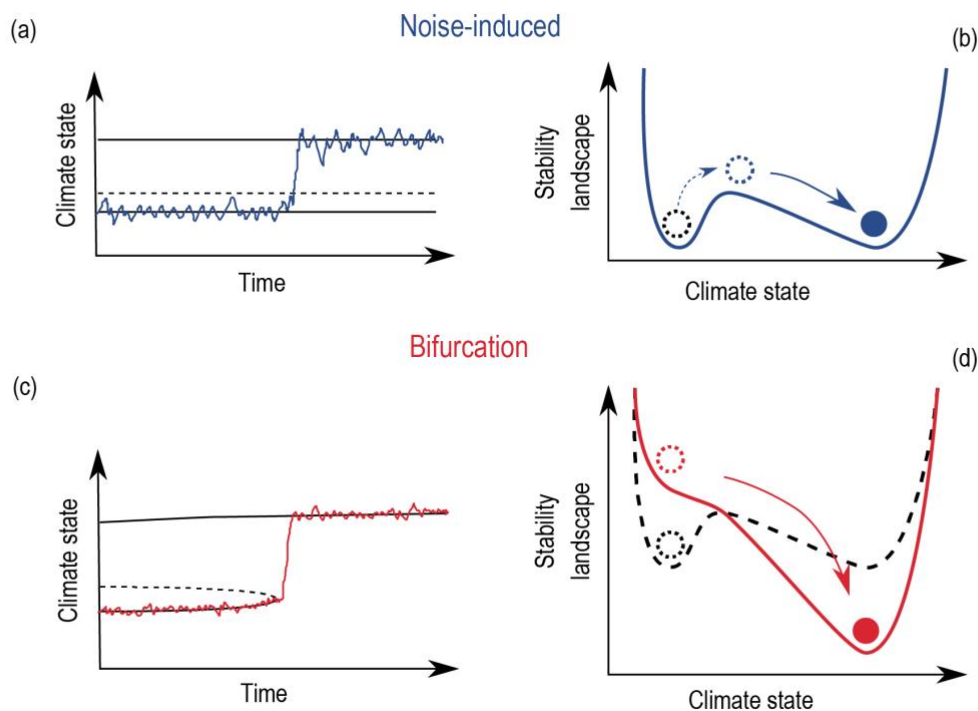 Noise-induced
(a)
Climate state
Time
(b)
Stability
landscape
Climate state
Bifurcation
(c)
Climate state
Time
(d)
Stability
landscape
Climate state